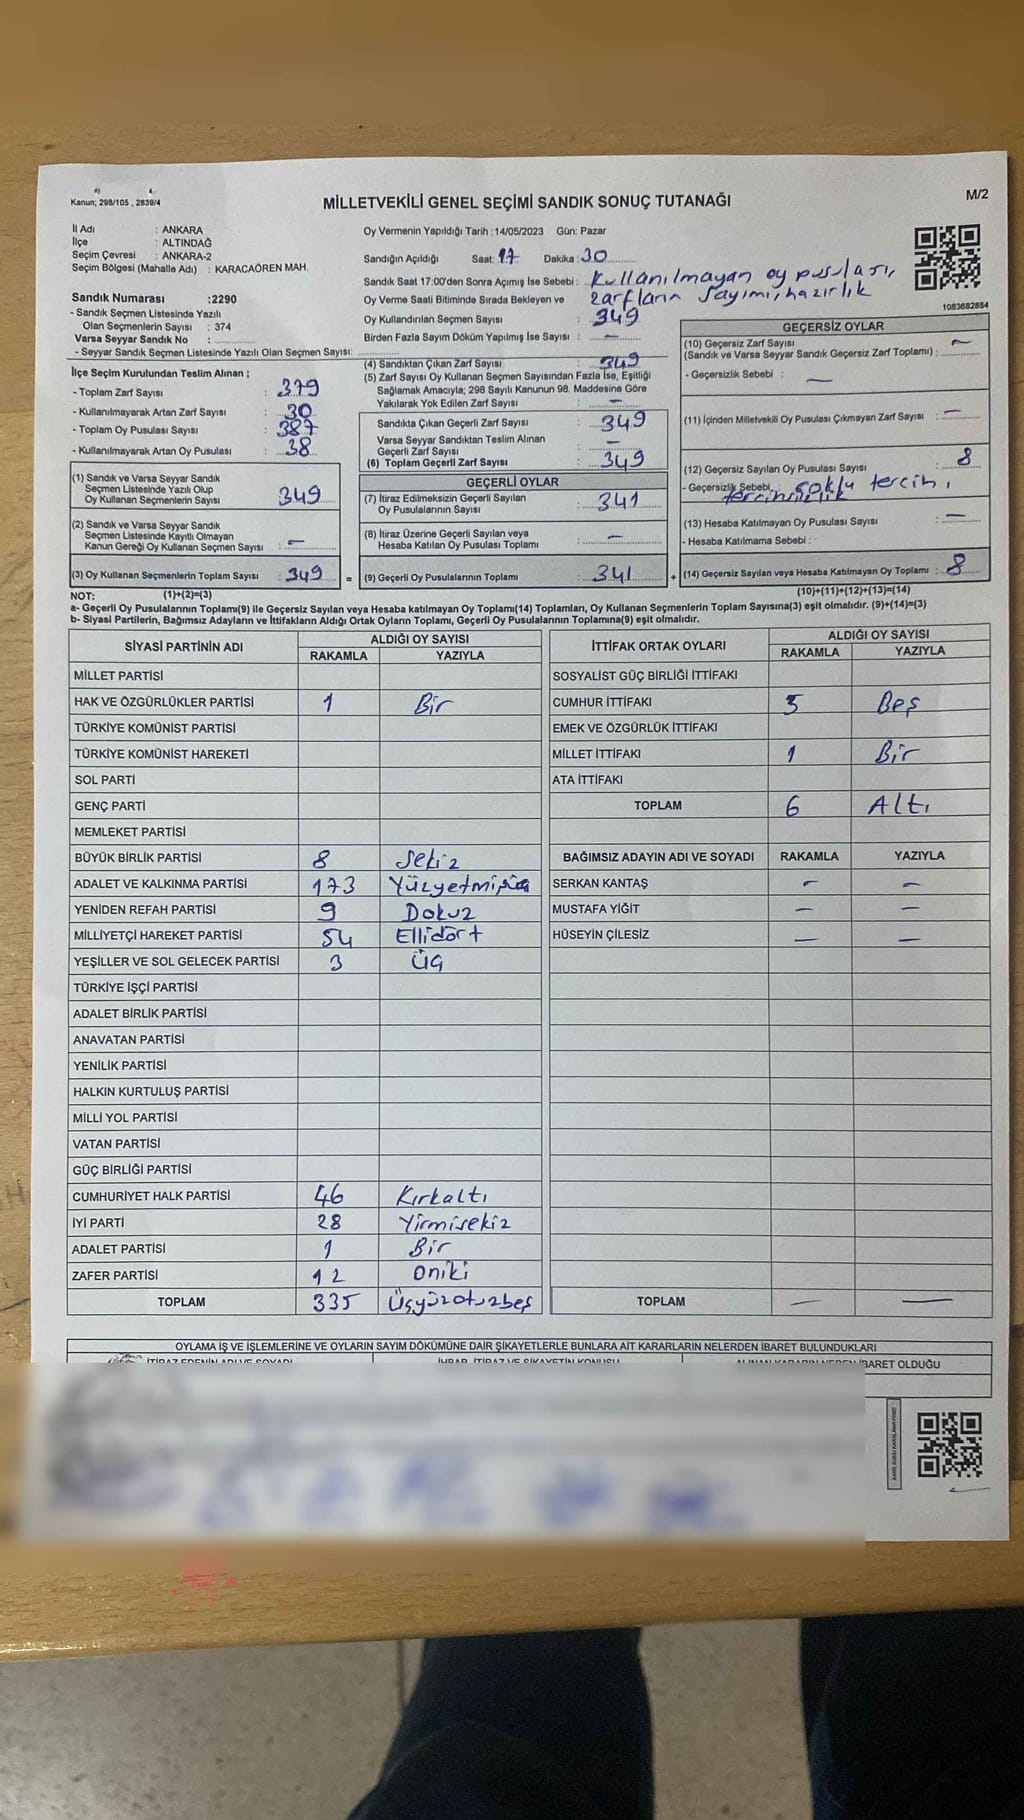 Kanun; 298/105 , 2839/4
MİLLETVEKİLİ GENEL SEÇİMİ SANDIK SONUÇ TUTANAĞI
M/2
İl Adı : ANKARA
İlçe : ALTINDAĞ
Seçim Çevresi : ANKARA-2
Seçim Bölgesi (Mahalle Adı) : KARACAÖREN MAH.
Sandık Numarası :2290
- Sandık Seçmen Listesinde Yazılı
Olan Seçmenlerin Sayısı : 374
Varsa Seyyar Sandık No :
- Seyyar Sandık Seçmen Listesinde Yazılı Olan Seçmen Sayısı:
Oy Vermenin Yapıldığı Tarih :14/05/2023 Gün: Pazar
Sandığın Açıldığı Saat: 17 Dakika : 30
Sandık Saat 17:00'den Sonra Açımış İse Sebebi : Kullanılmayan oy pusulası,
Oy Verme Saati Bitiminde Sırada Bekleyen ve zarfların sayımı, hazırlık
Oy Kullandırılan Seçmen Sayısı : 349
Birden Fazla Sayım Döküm Yapılmış İse Sayısı : —
1083682884
İlçe Seçim Kurulundan Teslim Alınan ;
- Toplam Zarf Sayısı : 379
- Kullanılmayarak Artan Zarf Sayısı : 30
- Toplam Oy Pusulası Sayısı : 387
- Kullanılmayarak Artan Oy Pusulası : 38
(1) Sandık ve Varsa Seyyar Sandık
Seçmen Listesinde Yazılı Olup
Oy Kullanan Seçmenlerin Sayısı : 349
(2) Sandık ve Varsa Seyyar Sandık
Seçmen Listesinde Kayıtlı Olmayan
Kanun Gereği Oy Kullanan Seçmen Sayısı : —
(3) Oy Kullanan Seçmenlerin Toplam Sayısı : 349 =
(4) Sandıktan Çıkan Zarf Sayısı : 349
(5) Zarf Sayısı Oy Kullanan Seçmen Sayısından Fazla İse, Eşitliği
Sağlamak Amacıyla; 298 Sayılı Kanunun 98. Maddesine Göre
Yakılarak Yok Edilen Zarf Sayısı : —
Sandıkta Çıkan Geçerli Zarf Sayısı : 349
Varsa Seyyar Sandıktan Teslim Alınan
Geçerli Zarf Sayısı : —
(6) Toplam Geçerli Zarf Sayısı : 349
GEÇERLİ OYLAR
(7) İtiraz Edilmeksizin Geçerli Sayılan
Oy Pusulalarının Sayısı : 341
(8) İtiraz Üzerine Geçerli Sayılan veya
Hesaba Katılan Oy Pusulası Toplamı : —
(9) Geçerli Oy Pusulalarının Toplamı : 341 +
GEÇERSİZ OYLAR
(10) Geçersiz Zarf Sayısı
(Sandık ve Varsa Seyyar Sandık Geçersiz Zarf Toplamı) : —
- Geçersizlik Sebebi : —
(11) İçinden Milletvekili Oy Pusulası Çıkmayan Zarf Sayısı : —
(12) Geçersiz Sayılan Oy Pusulası Sayısı : 8
- Geçersizlik Sebebi : çoklu tercih,
tercihsizlik
(13) Hesaba Katılmayan Oy Pusulası Sayısı : —
- Hesaba Katılmama Sebebi :
(14) Geçersiz Sayılan veya Hesaba Katılmayan Oy Toplamı : 8
NOT: (1)+(2)=(3) (10)+(11)+(12)+(13)=(14)
a- Geçerli Oy Pusulalarının Toplamı(9) ile Geçersiz Sayılan veya Hesaba katılmayan Oy Toplamı(14) Toplamları, Oy Kullanan Seçmenlerin Toplam Sayısına(3) eşit olmalıdır. (9)+(14)=(3)
b- Siyasi Partilerin, Bağımsız Adayların ve İttifakların Aldığı Ortak Oyların Toplamı, Geçerli Oy Pusulalarının Toplamına(9) eşit olmalıdır.
SİYASİ PARTİNİN ADI ALDIĞI OY SAYISI
RAKAMLA YAZIYLA
MİLLET PARTİSİ
HAK VE ÖZGÜRLÜKLER PARTİSİ 1 Bir
TÜRKİYE KOMÜNİST PARTİSİ
TÜRKİYE KOMÜNİST HAREKETİ
SOL PARTİ
GENÇ PARTİ
MEMLEKET PARTİSİ
BÜYÜK BİRLİK PARTİSİ 8 Sekiz
ADALET VE KALKINMA PARTİSİ 173 Yüzyetmişüç
YENİDEN REFAH PARTİSİ 9 Dokuz
MİLLİYETÇİ HAREKET PARTİSİ 54 Ellidört
YEŞİLLER VE SOL GELECEK PARTİSİ 3 Üç
TÜRKİYE İŞÇİ PARTİSİ
ADALET BİRLİK PARTİSİ
ANAVATAN PARTİSİ
YENİLİK PARTİSİ
HALKIN KURTULUŞ PARTİSİ
MİLLİ YOL PARTİSİ
VATAN PARTİSİ
GÜÇ BİRLİĞİ PARTİSİ
CUMHURİYET HALK PARTİSİ 46 Kırkaltı
İYİ PARTİ 28 Yirmisekiz
ADALET PARTİSİ 1 Bir
ZAFER PARTİSİ 12 Oniki
TOPLAM 335 Üçyüzotuzbeş
İTTİFAK ORTAK OYLARI ALDIĞI OY SAYISI
RAKAMLA YAZIYLA
SOSYALİST GÜÇ BİRLİĞİ İTTİFAKI
CUMHUR İTTİFAKI 5 Beş
EMEK VE ÖZGÜRLÜK İTTİFAKI
MİLLET İTTİFAKI 1 Bir
ATA İTTİFAKI
TOPLAM 6 Altı
BAĞIMSIZ ADAYIN ADI VE SOYADI RAKAMLA YAZIYLA
SERKAN KANTAŞ — —
MUSTAFA YİĞİT — —
HÜSEYİN ÇİLESİZ — —
TOPLAM — —
OYLAMA İŞ VE İŞLEMLERİNE VE OYLARIN SAYIM DÖKÜMÜNE DAİR ŞİKAYETLERLE BUNLARA AİT KARARLARIN NELERDEN İBARET BULUNDUKLARI
İTİRAZ EDENİN ADI VE SOYADI İHBAR, İTİRAZ VE ŞİKAYETİN KONUSU ALINAN KARARIN NEDEN İBARET OLDUĞU